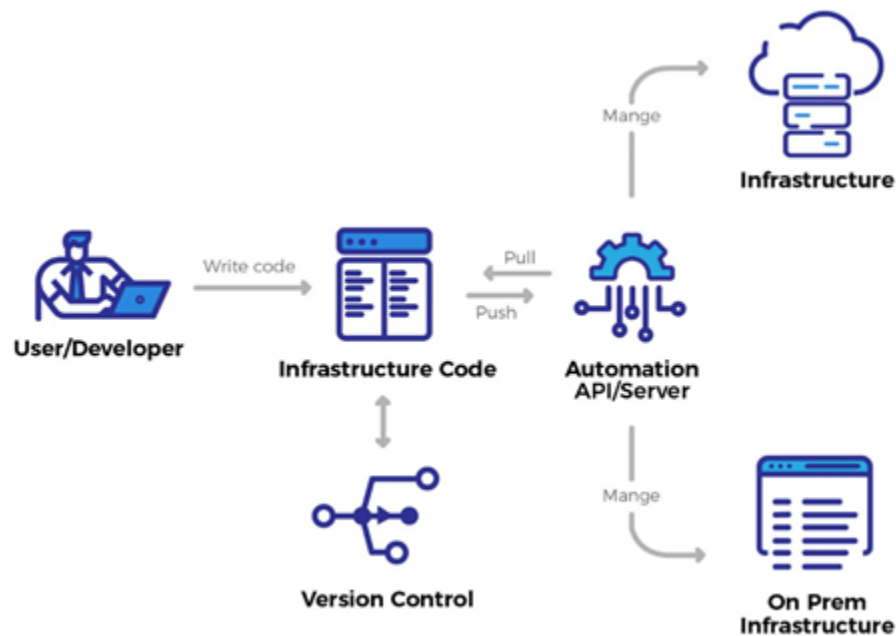 Mange
Infrastructure
Write code
Pull
Push
User/Developer
Infrastructure Code
Automation
API/Server
Mange
Version Control
On Prem
Infrastructure